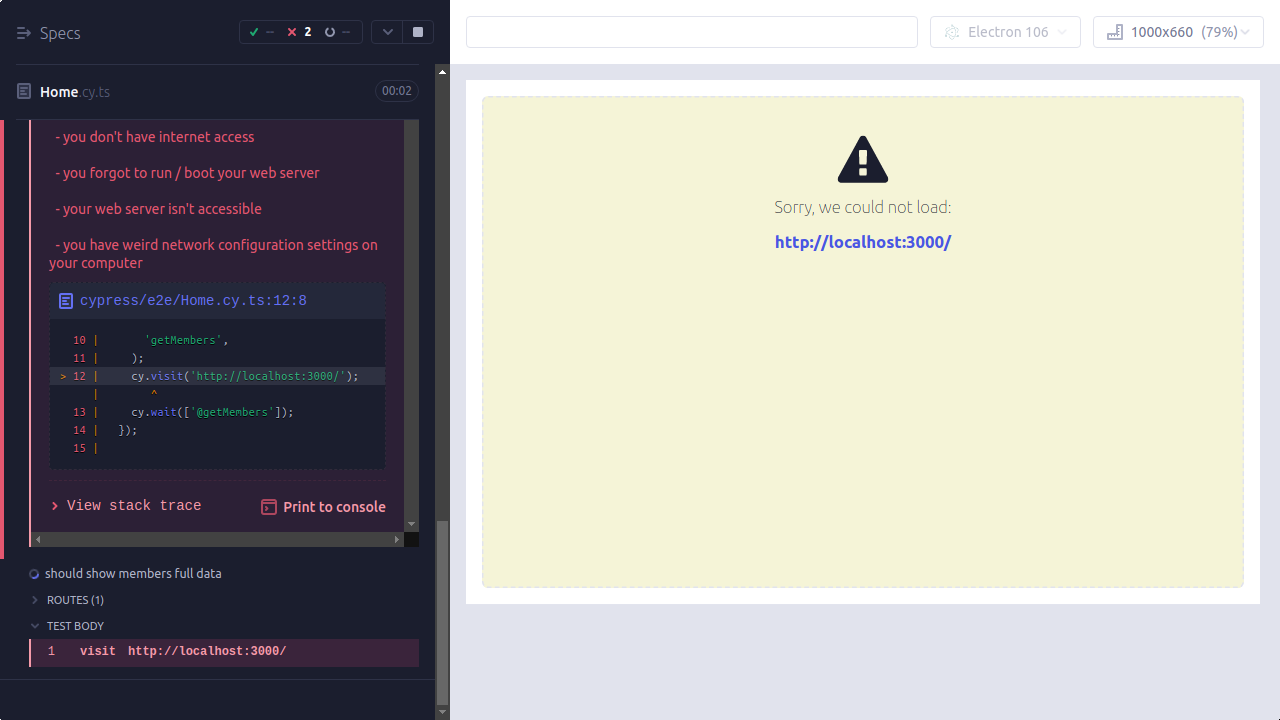 Specs
--
2
--
Home.cy.ts
00:02
- you don't have internet access
- you forgot to run / boot your web server
- your web server isn't accessible
- you have weird network configuration settings on
your computer
cypress/e2e/Home.cy.ts:12:8
10 |       'getMembers',
11 |     );
> 12 |     cy.visit('http://localhost:3000/');
|        ^
13 |     cy.wait(['@getMembers']);
14 |   });
15 |
View stack trace
Print to console
should show members full data
ROUTES (1)
TEST BODY
1 visit http://localhost:3000/
Electron 106
1000x660 (79%)
Sorry, we could not load:
http://localhost:3000/